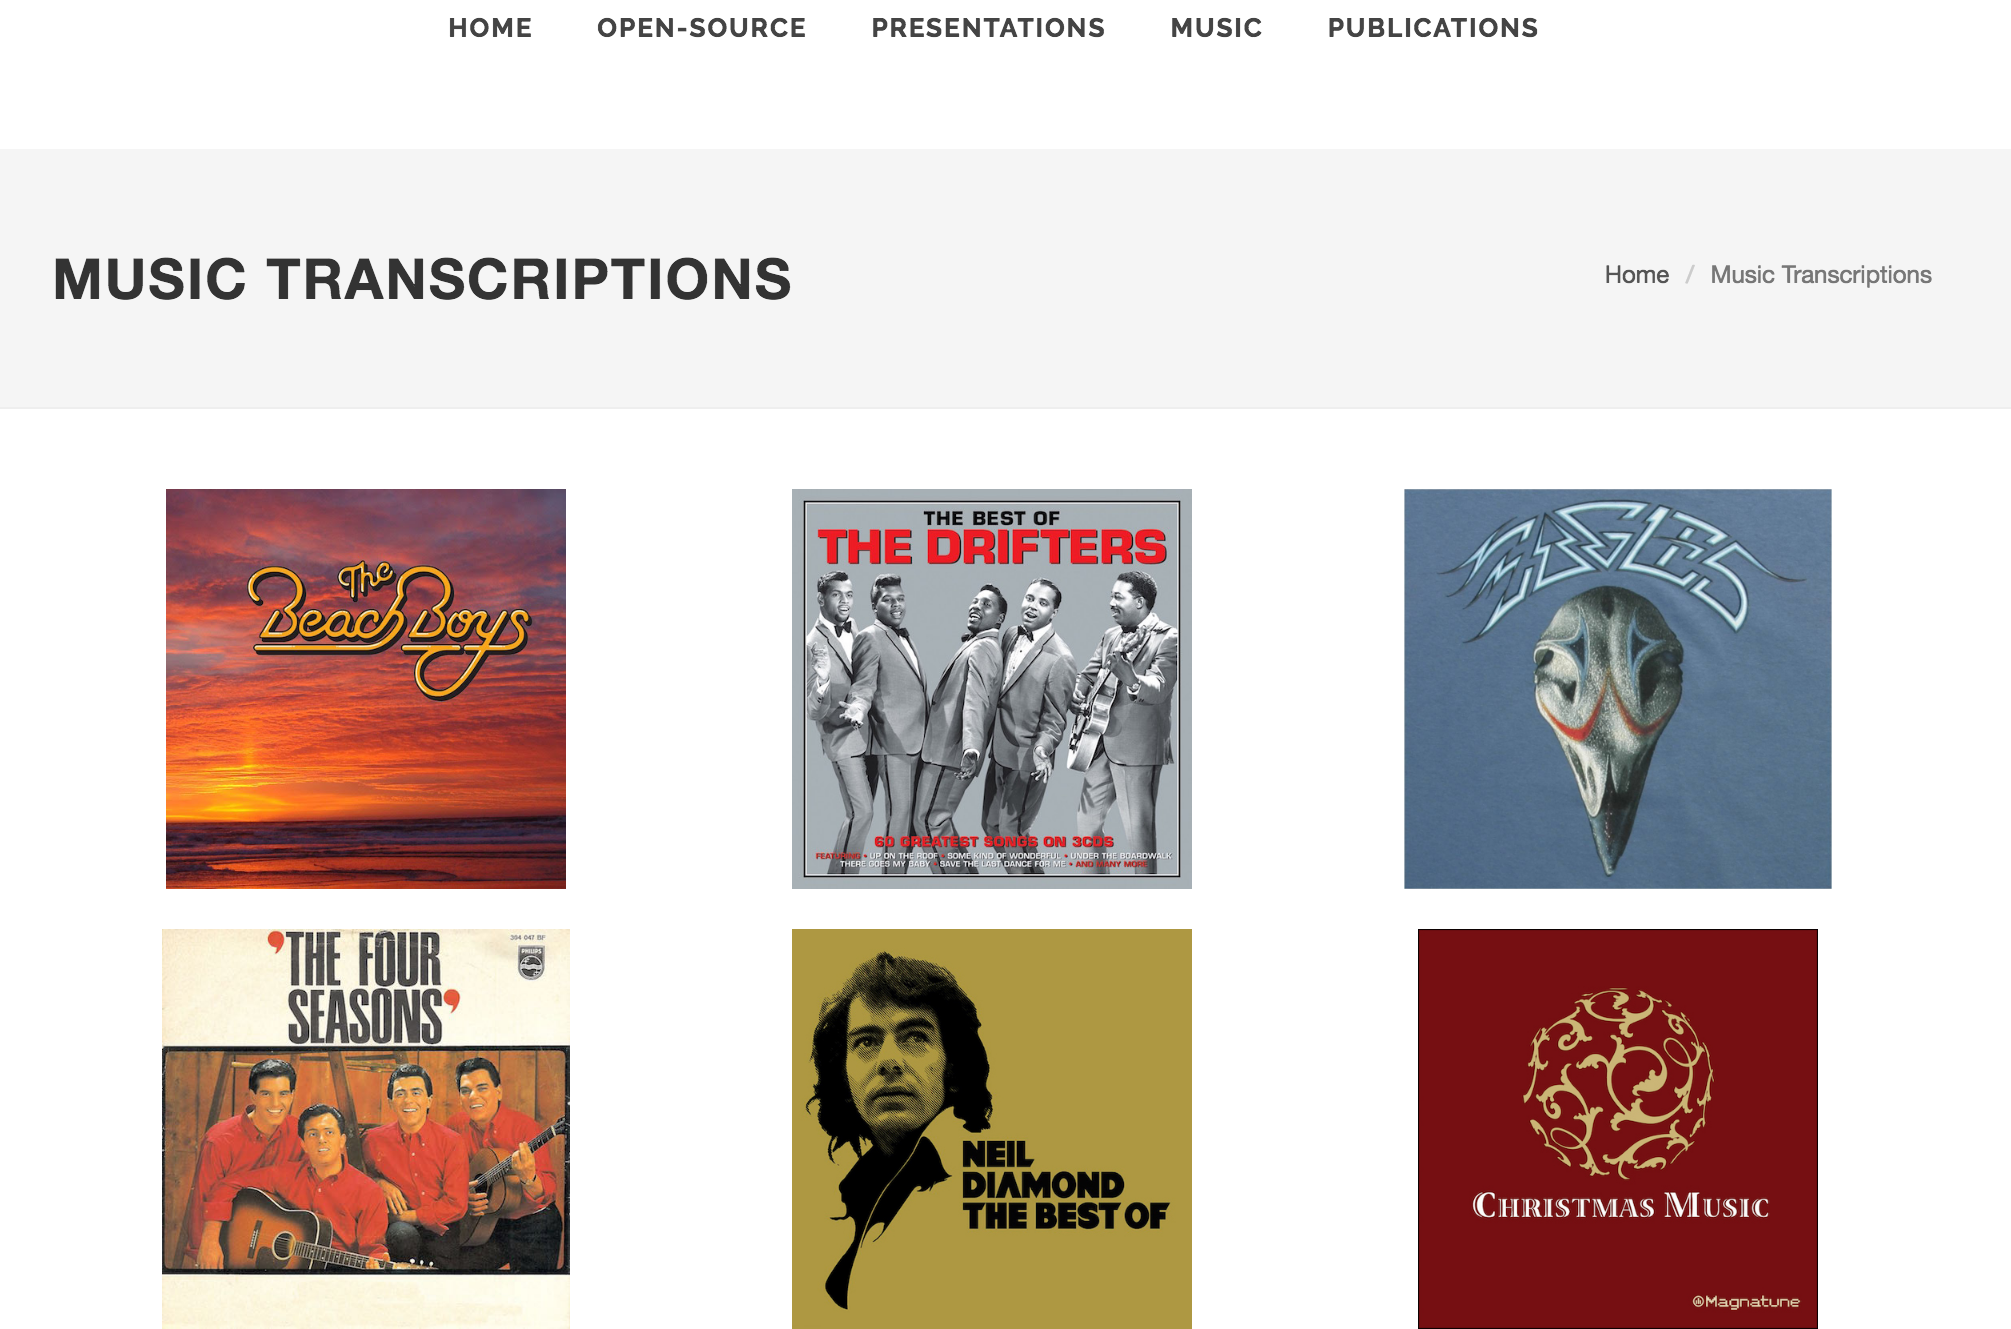 HOME OPEN-SOURCE PRESENTATIONS MUSIC PUBLICATIONS
MUSIC TRANSCRIPTIONS
Home / Music Transcriptions
The
Beach Boys
THE BEST OF
THE DRIFTERS
60 GREATEST SONGS ON 3CDS
FEATURING • UP ON THE ROOF • SOME KIND OF WONDERFUL • UNDER THE BOARDWALK
THERE GOES MY BABY • SAVE THE LAST DANCE FOR ME • AND MANY MORE
EAGLES
'THE FOUR
SEASONS'
304 047 BF
PHILIPS
NEIL
DIAMOND
THE BEST OF
CHRISTMAS MUSIC
@Magnatune